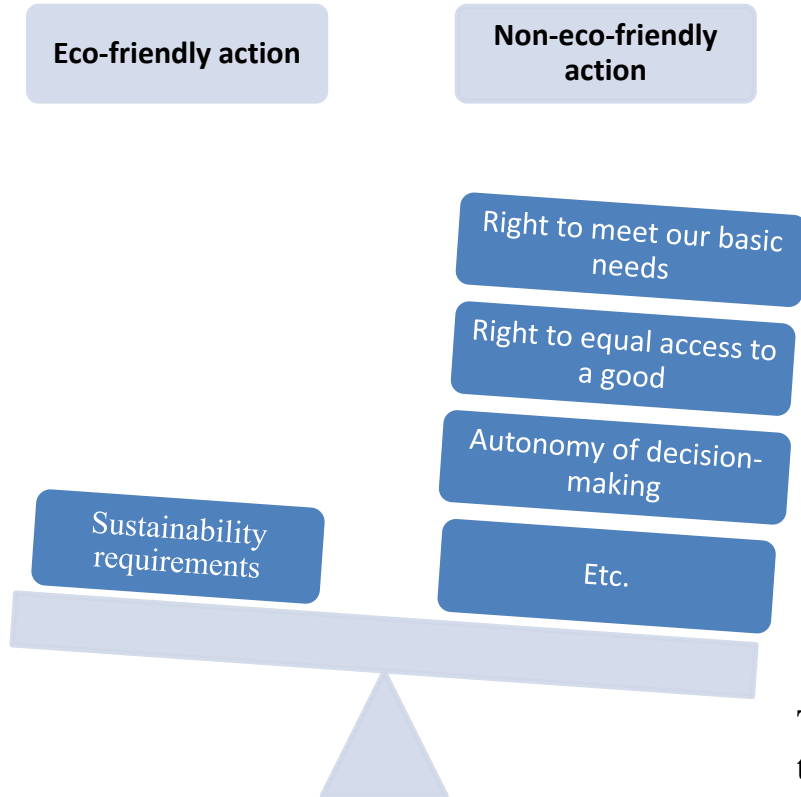 Eco-friendly action
Non-eco-friendly
action
Right to meet our basic
needs
Right to equal access to
a good
Autonomy of decision-
making
Etc.
Sustainability
requirements